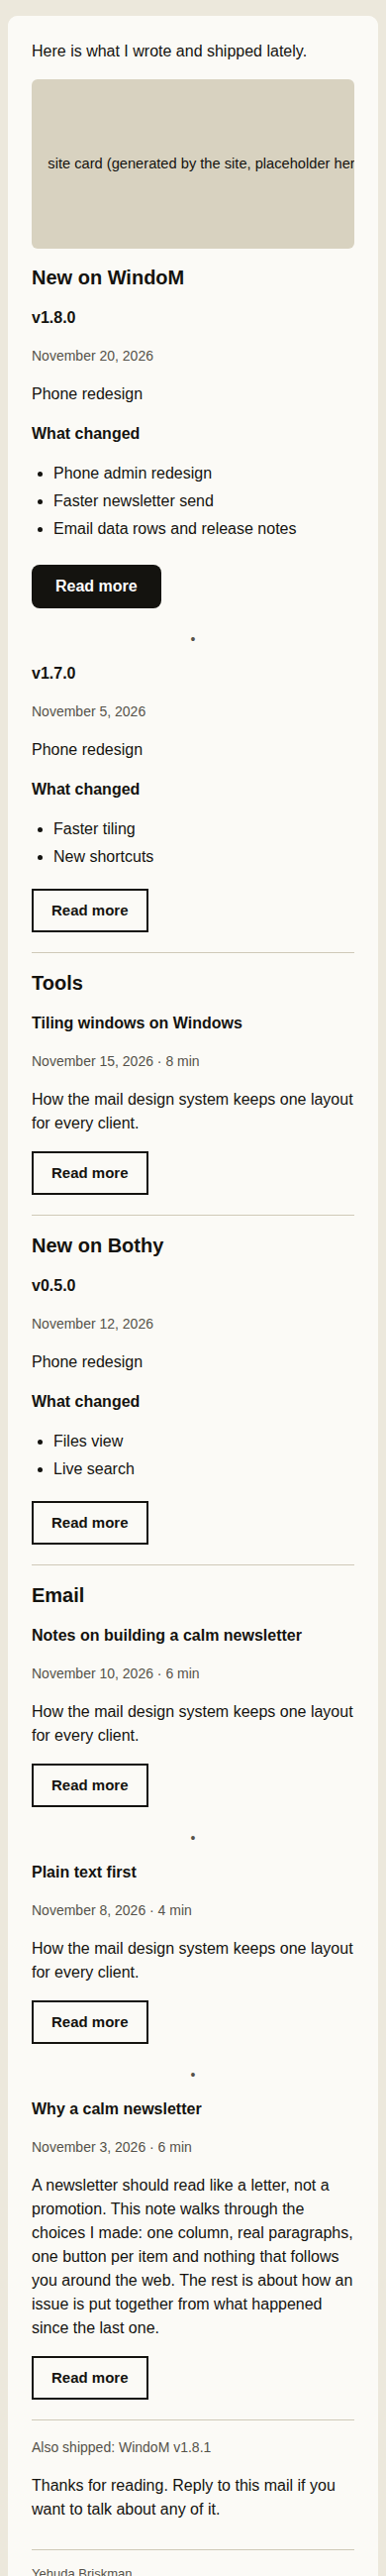 Here is what I wrote and shipped lately.
site card (generated by the site, placeholder her
New on WindoM
v1.8.0
November 20, 2026
Phone redesign
What changed
• Phone admin redesign
• Faster newsletter send
• Email data rows and release notes
Read more
•
v1.7.0
November 5, 2026
Phone redesign
What changed
• Faster tiling
• New shortcuts
Read more
Tools
Tiling windows on Windows
November 15, 2026 · 8 min
How the mail design system keeps one layout
for every client.
Read more
New on Bothy
v0.5.0
November 12, 2026
Phone redesign
What changed
• Files view
• Live search
Read more
Email
Notes on building a calm newsletter
November 10, 2026 · 6 min
How the mail design system keeps one layout
for every client.
Read more
•
Plain text first
November 8, 2026 · 4 min
How the mail design system keeps one layout
for every client.
Read more
•
Why a calm newsletter
November 3, 2026 · 6 min
A newsletter should read like a letter, not a
promotion. This note walks through the
choices I made: one column, real paragraphs,
one button per item and nothing that follows
you around the web. The rest is about how an
issue is put together from what happened
since the last one.
Read more
Also shipped: WindoM v1.8.1
Thanks for reading. Reply to this mail if you
want to talk about any of it.
Yehuda Briskman